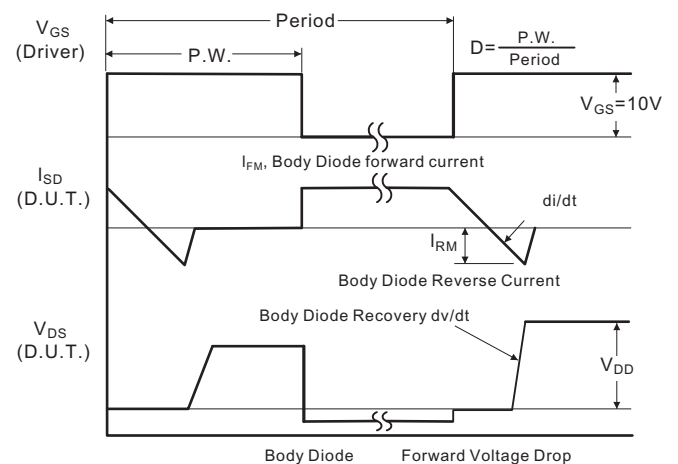 Period
V_GS
(Driver)
P.W.
D= P.W.
Period
V_GS=10V
I_FM, Body Diode forward current
I_SD
(D.U.T.)
di/dt
I_RM
Body Diode Reverse Current
Body Diode Recovery dv/dt
V_DS
(D.U.T.)
V_DD
Body Diode
Forward Voltage Drop